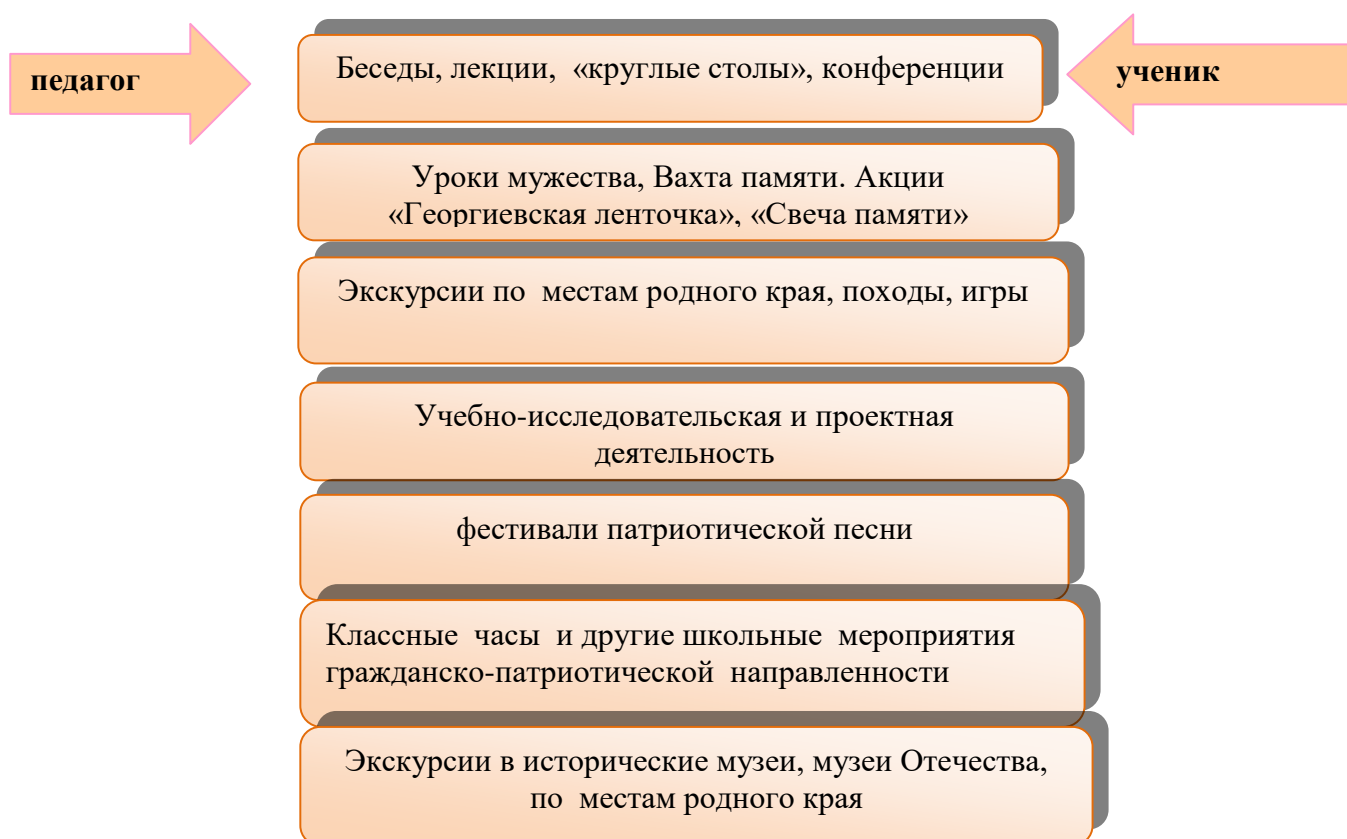 педагог
Беседы, лекции, «круглые столы», конференции
ученик
Уроки мужества, Вахта памяти. Акции
«Георгиевская ленточка», «Свеча памяти»
Экскурсии по местам родного края, походы, игры
Учебно-исследовательская и проектная
деятельность
фестивали патриотической песни
Классные часы и другие школьные мероприятия
гражданско-патриотической направленности
Экскурсии в исторические музеи, музеи Отечества,
по местам родного края